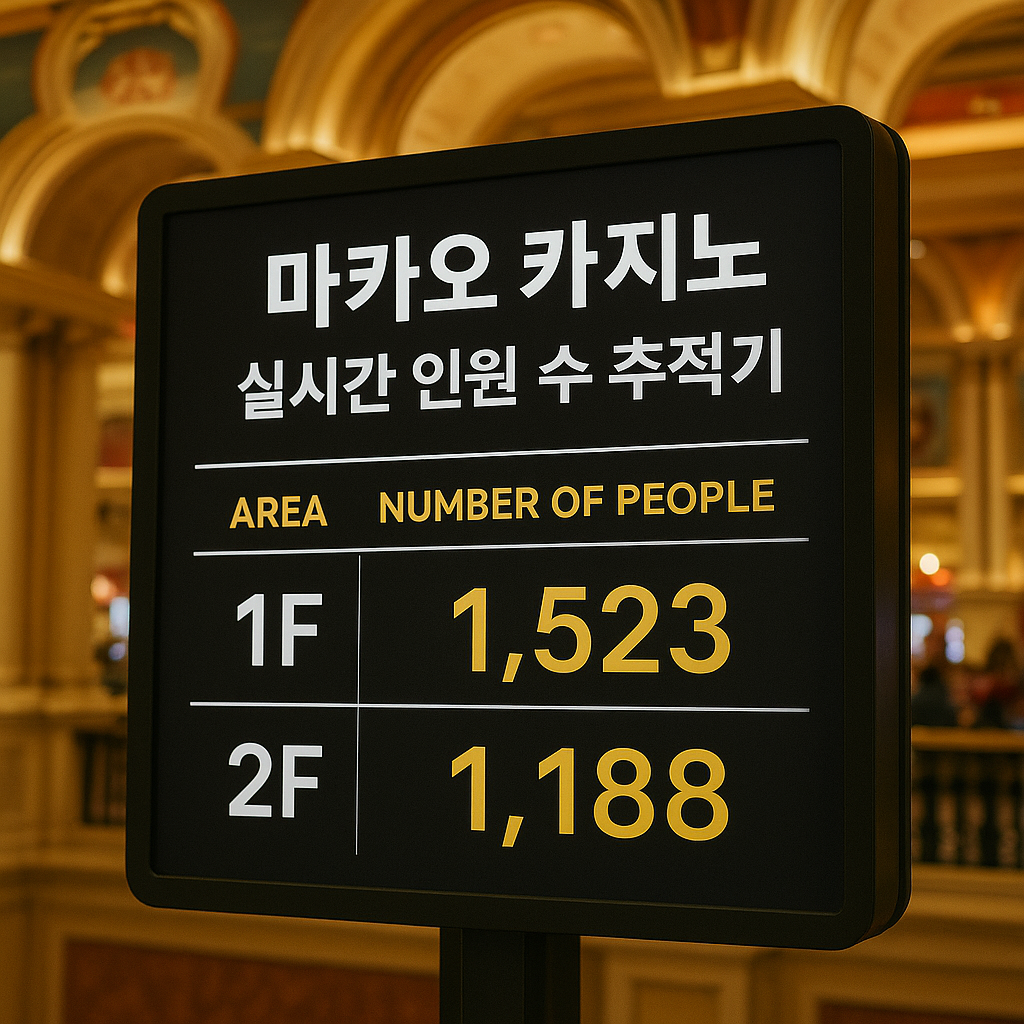 마카오 카지노
실시간 인원 수 추적기
AREA NUMBER OF PEOPLE
1F 1,523
2F 1,188